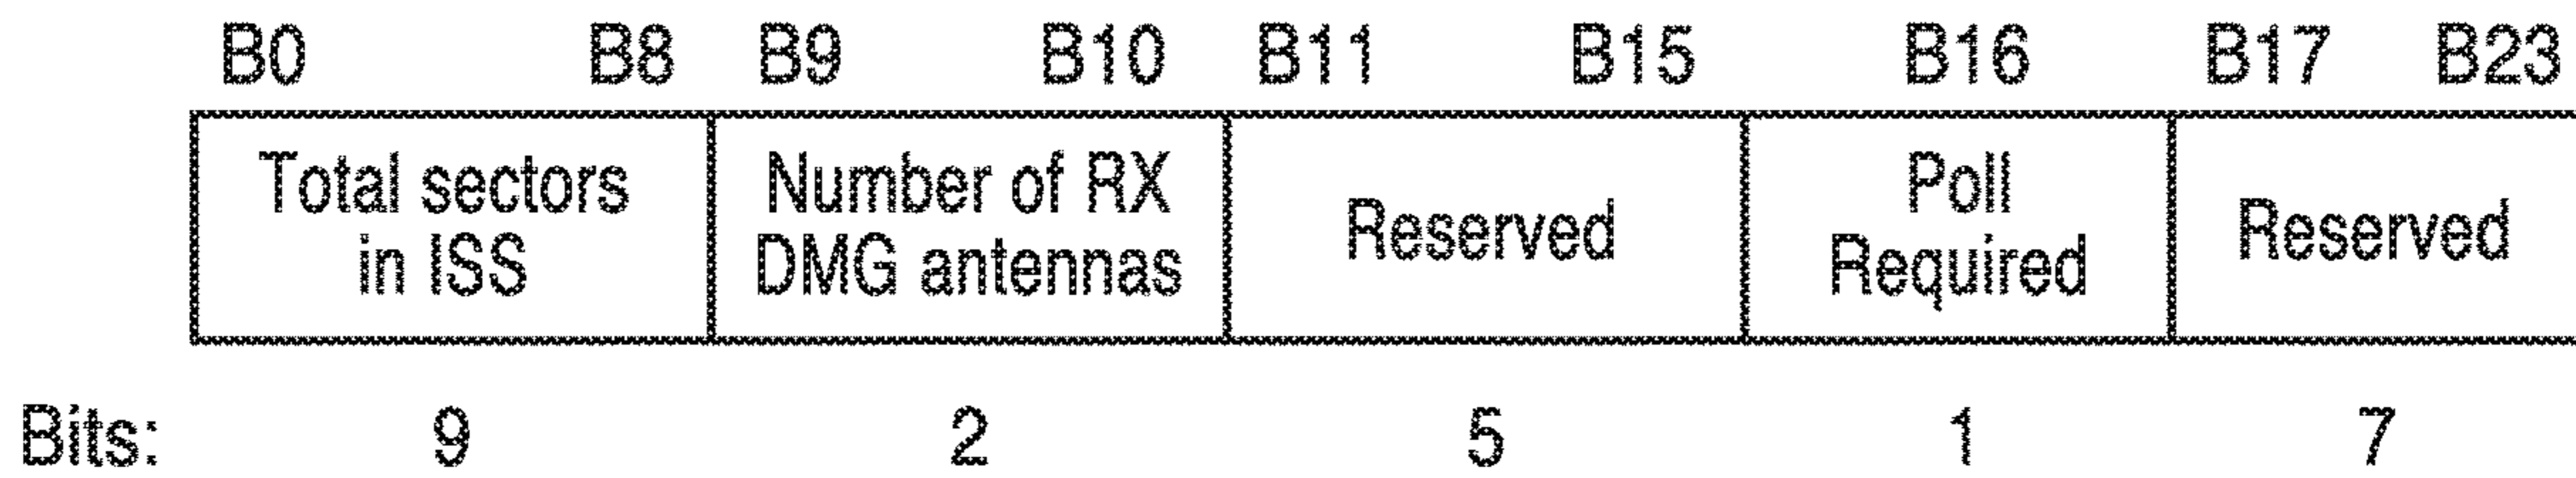 B0 B8 B9 B10 B11 B15 B16 B17 B23
Total sectors
in ISS
Number of RX
DMG antennas
Reserved
Poll
Required
Reserved
Bits: 9 2 5 1 7